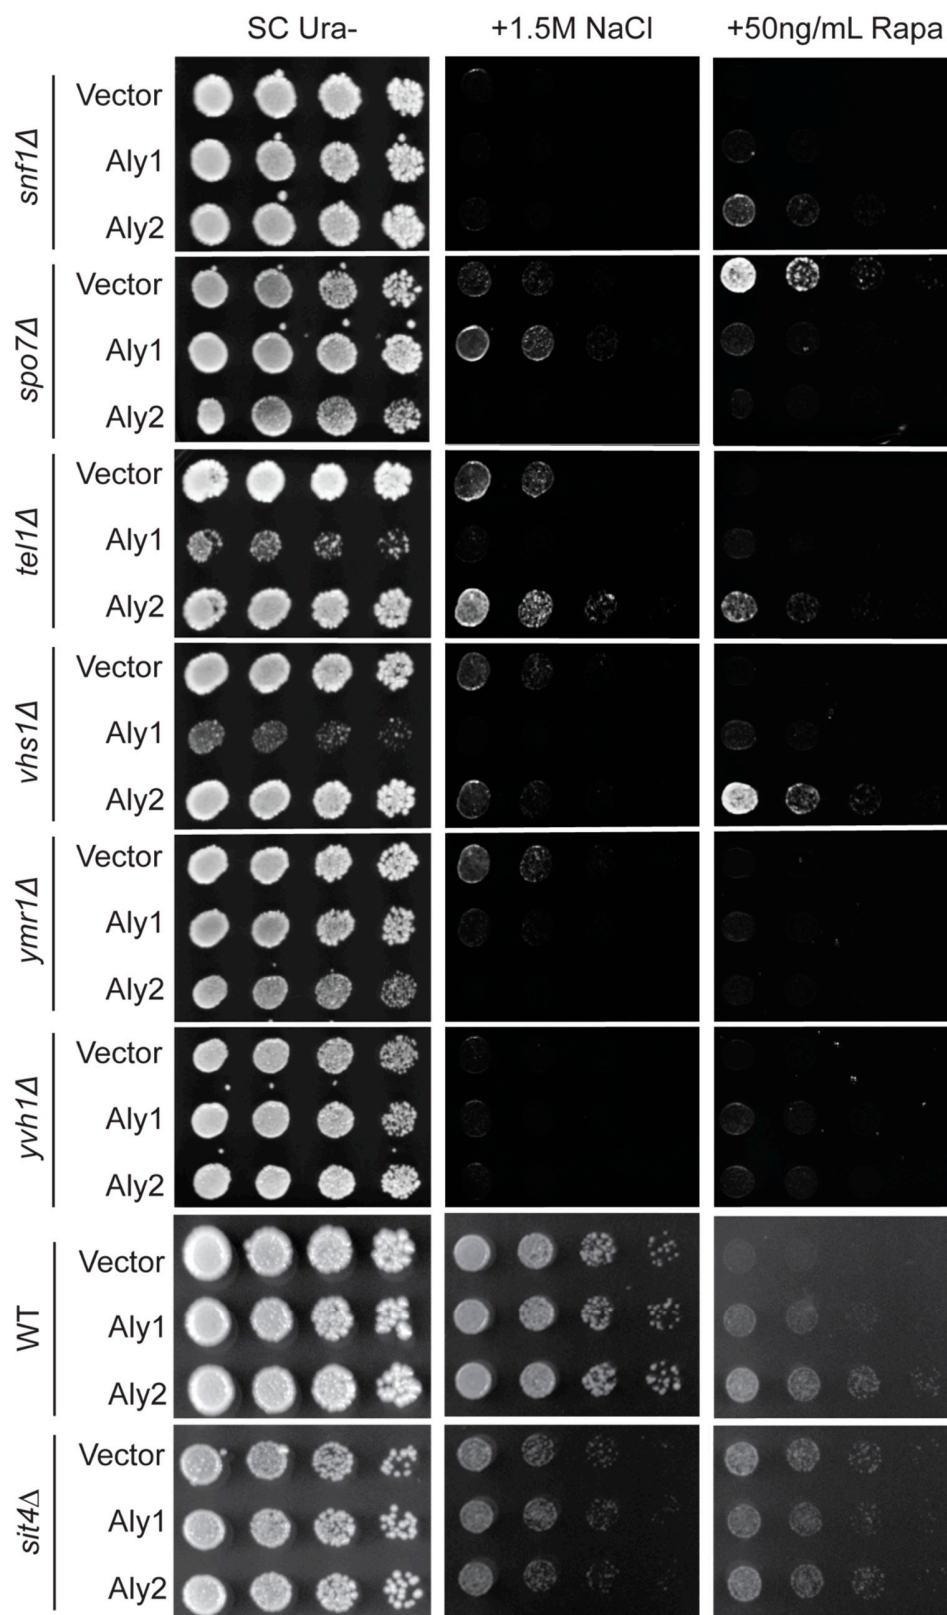 SC Ura- +1.5M NaCl +50ng/mL Rapa
snf1Δ
Vector
Aly1
Aly2
spo7Δ
Vector
Aly1
Aly2
tel1Δ
Vector
Aly1
Aly2
vhs1Δ
Vector
Aly1
Aly2
ymr1Δ
Vector
Aly1
Aly2
yvh1Δ
Vector
Aly1
Aly2
WT
Vector
Aly1
Aly2
sit4Δ
Vector
Aly1
Aly2